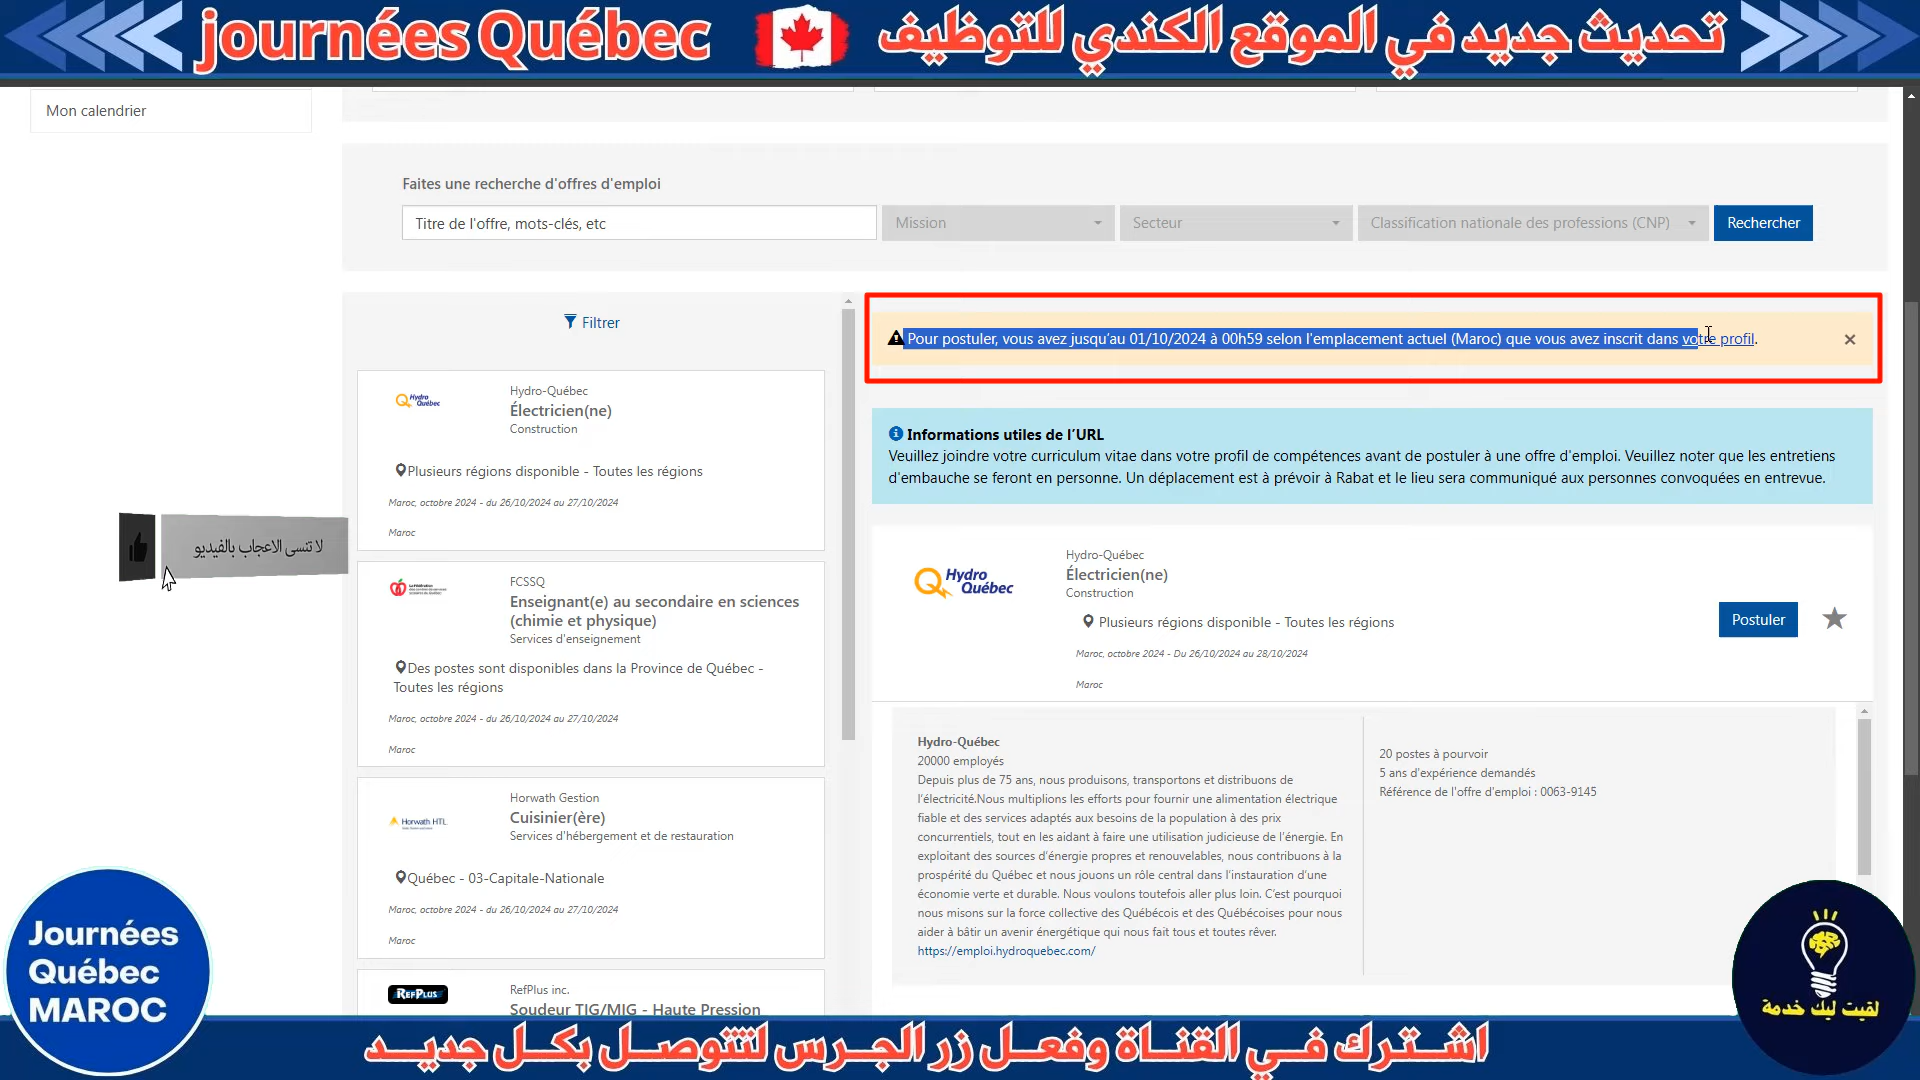 journées Québec
تحديث جديد في الموقع الكندي للتوظيف
Mon calendrier
Faites une recherche d'offres d'emploi
Titre de l'offre, mots-clés, etc
Mission
Secteur
Classification nationale des professions (CNP)
Rechercher
Filtrer
Pour postuler, vous avez jusqu’au 01/10/2024 à 00h59 selon l'emplacement actuel (Maroc) que vous avez inscrit dans votre profil.
×
Informations utiles de l’URL
Veuillez joindre votre curriculum vitae dans votre profil de compétences avant de postuler à une offre d'emploi. Veuillez noter que les entretiens
d'embauche se feront en personne. Un déplacement est à prévoir à Rabat et le lieu sera communiqué aux personnes convoquées en entrevue.
Hydro Québec
Hydro-Québec
Électricien(ne)
Construction
Plusieurs régions disponible - Toutes les régions
Maroc, octobre 2024 - du 26/10/2024 au 27/10/2024
Maroc
FCSSQ
Enseignant(e) au secondaire en sciences
(chimie et physique)
Services d'enseignement
Des postes sont disponibles dans la Province de Québec -
Toutes les régions
Maroc, octobre 2024 - du 26/10/2024 au 27/10/2024
Maroc
Horwath HTL
Horwath Gestion
Cuisinier(ère)
Services d'hébergement et de restauration
Québec - 03-Capitale-Nationale
Maroc, octobre 2024 - du 26/10/2024 au 27/10/2024
Maroc
REFPLUS
RefPlus inc.
Soudeur TIG/MIG - Haute Pression
Hydro
Québec
Hydro-Québec
Électricien(ne)
Construction
Plusieurs régions disponible - Toutes les régions
Maroc, octobre 2024 - Du 26/10/2024 au 28/10/2024
Maroc
Postuler
Hydro-Québec
20000 employés
Depuis plus de 75 ans, nous produisons, transportons et distribuons de
l’électricité.Nous multiplions les efforts pour fournir une alimentation électrique
fiable et des services adaptés aux besoins de la population à des prix
concurrentiels, tout en les aidant à faire une utilisation judicieuse de l’énergie. En
exploitant des sources d’énergie propres et renouvelables, nous contribuons à la
prospérité du Québec et nous jouons un rôle central dans l’instauration d’une
économie verte et durable. Nous voulons toutefois aller plus loin. C’est pourquoi
nous misons sur la force collective des Québécois et des Québécoises pour nous
aider à bâtir un avenir énergétique qui nous fait tous et toutes rêver.
https://emploi.hydroquebec.com/
20 postes à pourvoir
5 ans d'expérience demandés
Référence de l'offre d'emploi : 0063-9145
لا تنسى الاعجاب بالفيديو
Journées
Québec
MAROC
لقيت ليك خدمة
اشترك في القناة وفعل زر الجرس لتتوصل بكل جديد